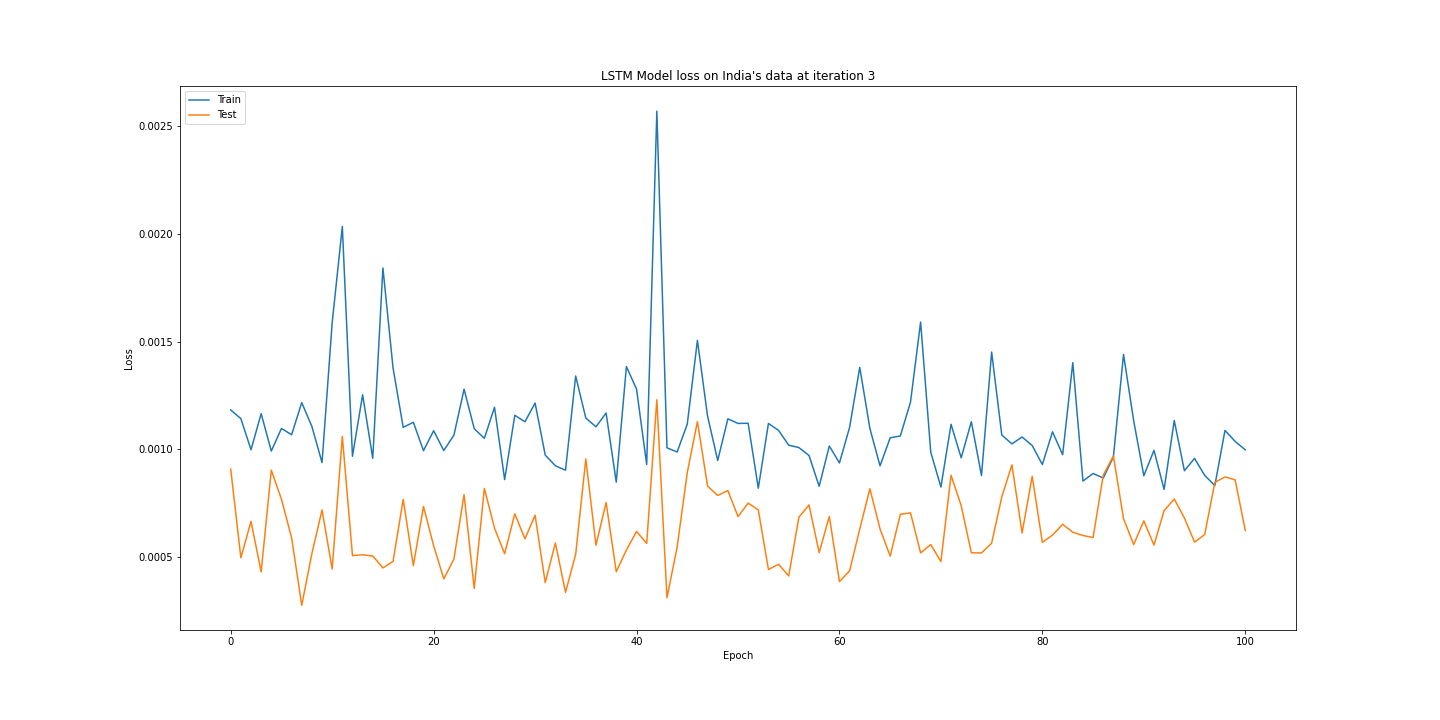 LSTM Model loss on India's data at iteration 3
Train
Test
0.0025
0.0020
0.0015
0.0010
0.0005
Loss
0 20 40 60 80 100
Epoch